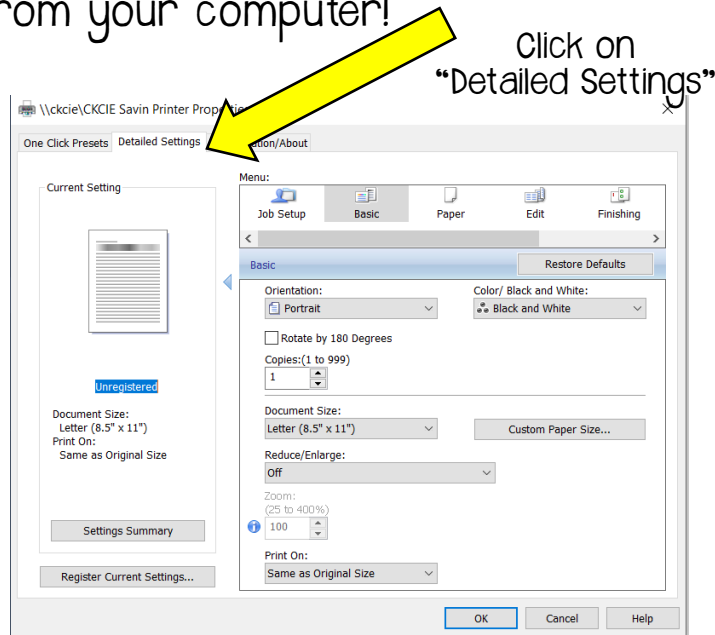 from your computer!
Click on
“Detailed Settings”
\\ckcie\CKCIE Savin Printer
One Click Presets Detailed Settings
Current Setting
Unregistered
Document Size:
Letter (8.5" x 11")
Print On:
Same as Original Size
Settings Summary
Register Current Settings...
Menu:
Job Setup Basic Paper Edit Finishing
Basic Restore Defaults
Orientation: Color/ Black and White:
Portrait Black and White
Rotate by 180 Degrees
Copies:(1 to 999)
1
Document Size:
Letter (8.5" x 11") Custom Paper Size...
Reduce/Enlarge:
Off
Zoom:
(25 to 400%)
100
Print On:
Same as Original Size
OK Cancel Help